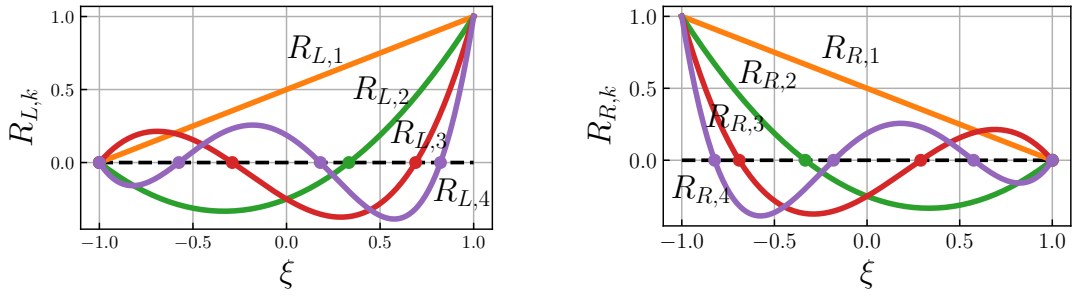 R_{L,k}
1.0
0.5
0.0
R_{L,1}
R_{L,2}
R_{L,3}
R_{L,4}
−1.0 −0.5 0.0 0.5 1.0
ξ
R_{R,k}
1.0
0.5
0.0
R_{R,1}
R_{R,2}
R_{R,3}
R_{R,4}
−1.0 −0.5 0.0 0.5 1.0
ξ